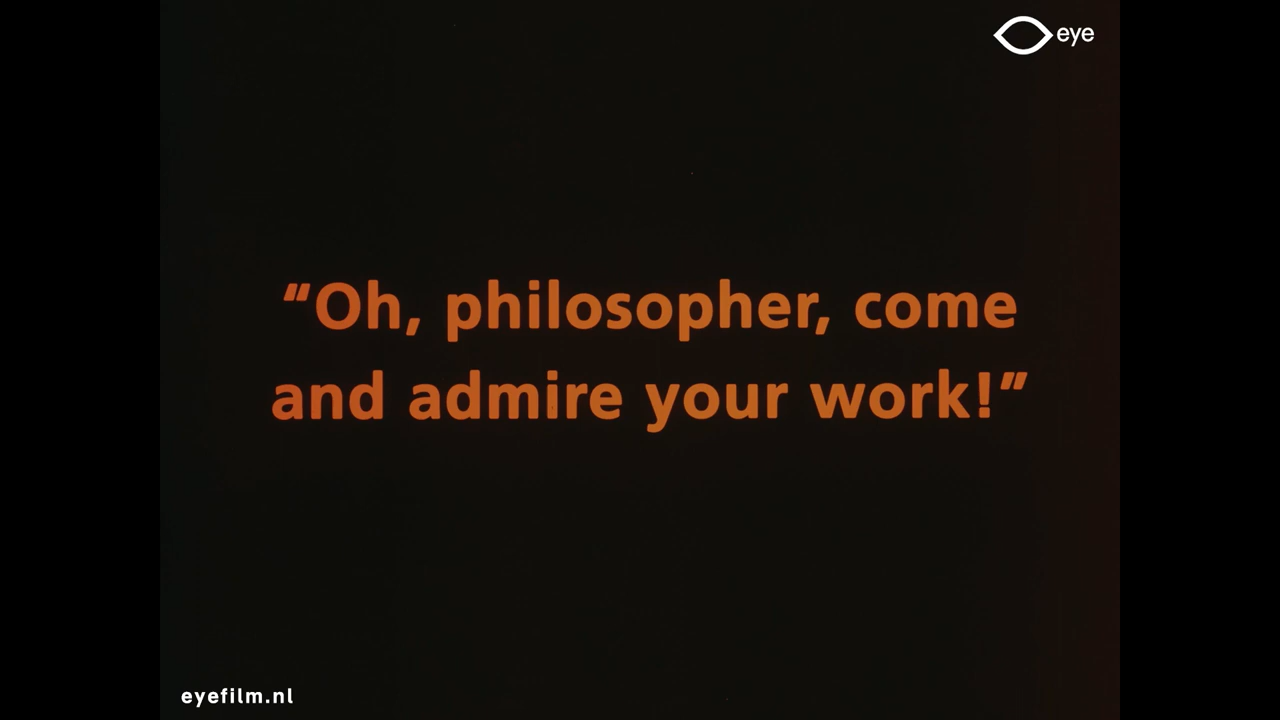 eye
“Oh, philosopher, come
and admire your work!”
eyefilm.nl